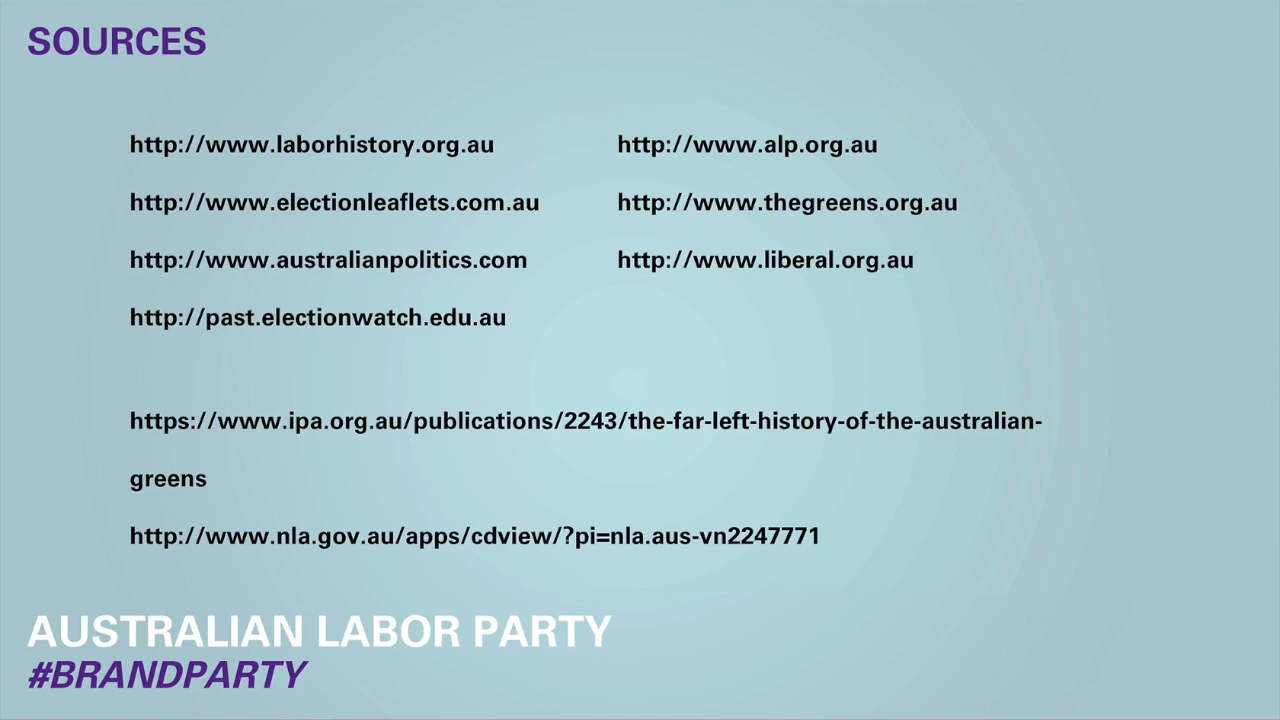 SOURCES
http://www.laborhistory.org.au
http://www.electionleaflets.com.au
http://www.australianpolitics.com
http://past.electionwatch.edu.au
http://www.alp.org.au
http://www.thegreens.org.au
http://www.liberal.org.au
https://www.ipa.org.au/publications/2243/the-far-left-history-of-the-australian-
greens
http://www.nla.gov.au/apps/cdview/?pi=nla.aus-vn2247771
AUSTRALIAN LABOR PARTY
#BRANDPARTY